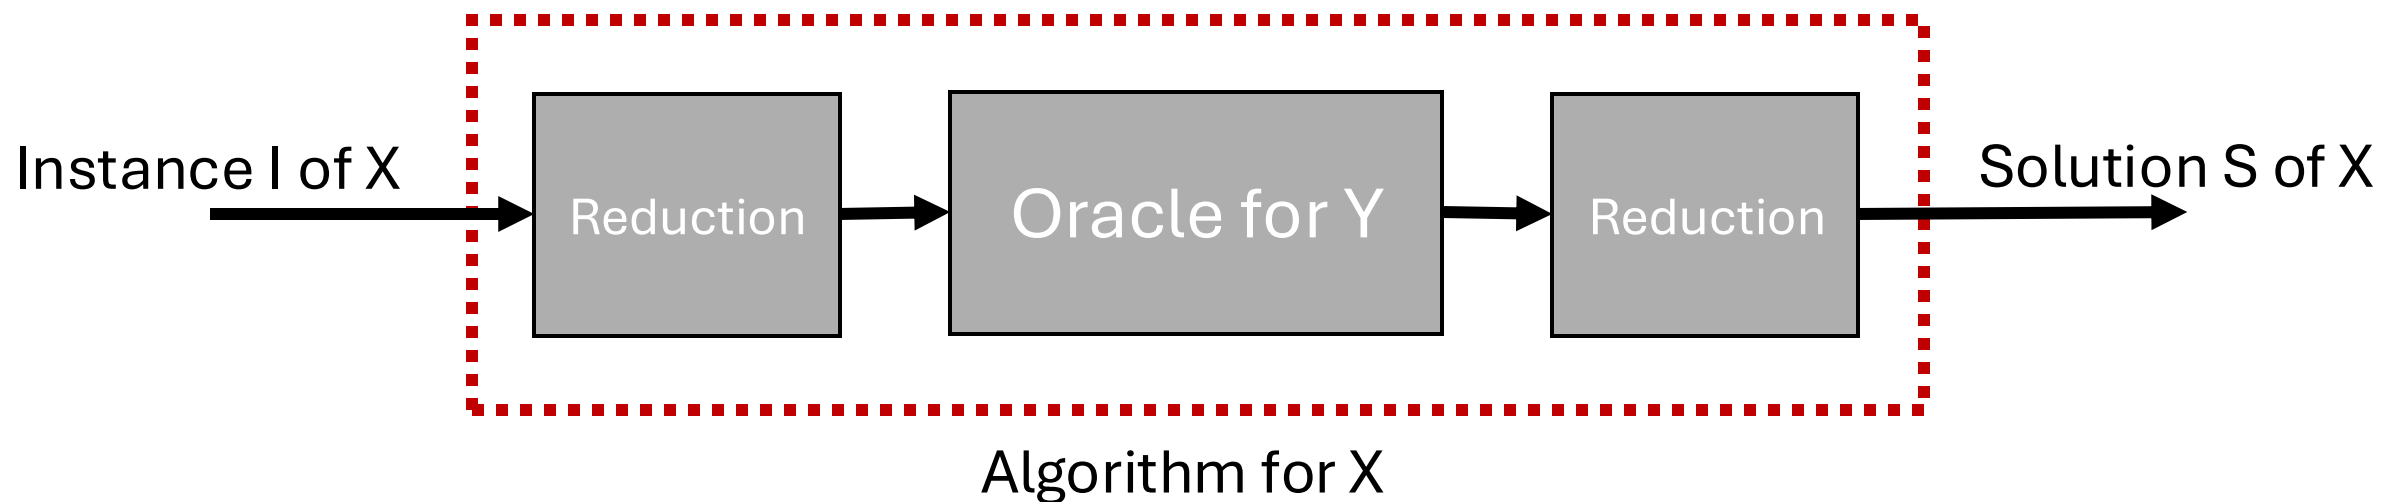 Instance I of X
Reduction
Oracle for Y
Reduction
Solution S of X
Algorithm for X